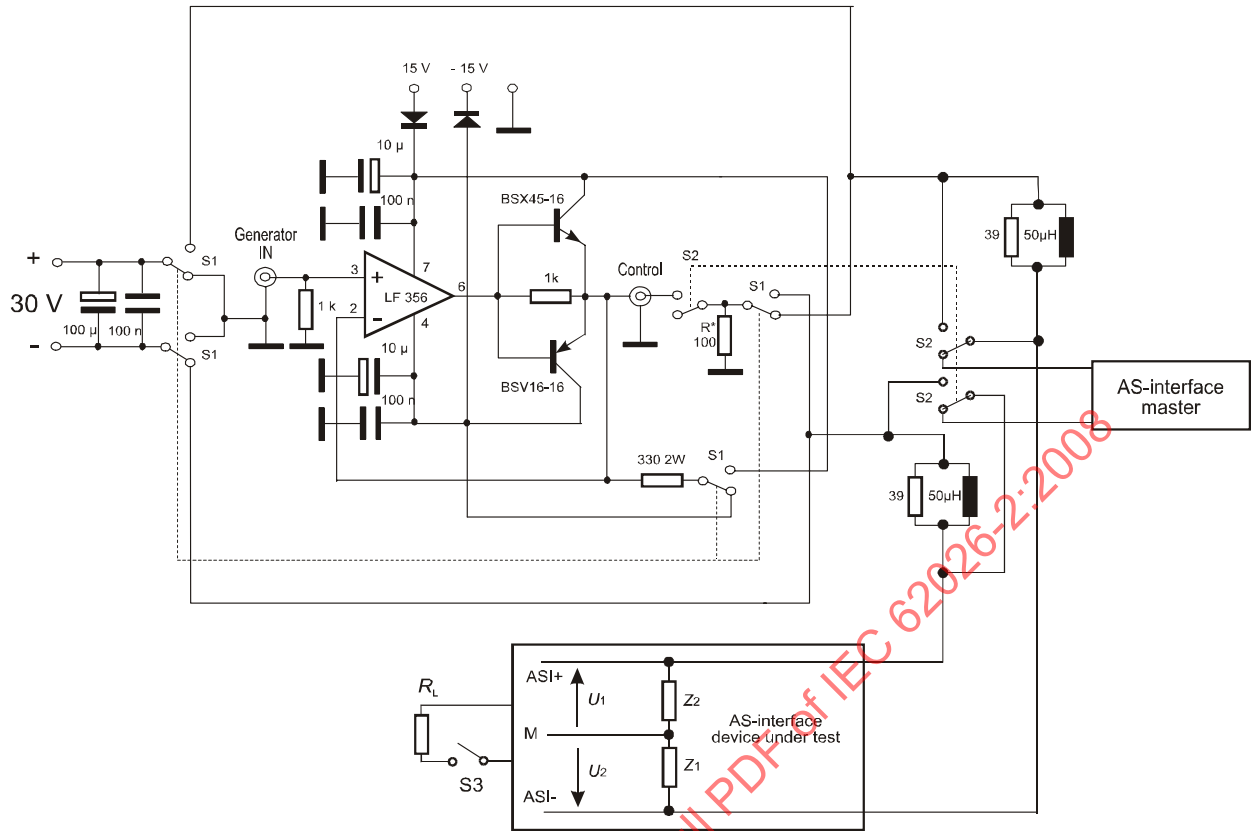 15 V
- 15 V
10 µ
100 n
BSX45-16
Generator
IN
S1
+
30 V
-
100 µ
100 n
S1
1 k
3
2
+
-
LF 356
7
6
4
1k
Control
S2
S1
R*
100
10 µ
100 n
BSV16-16
330 2W
S1
39
50µH
S2
S2
AS-interface
master
39
50µH
RL
S3
ASI+
U1
Z2
M
AS-interface
device under test
U2
Z1
ASI-
ll PDF of IEC 62026-2:2008